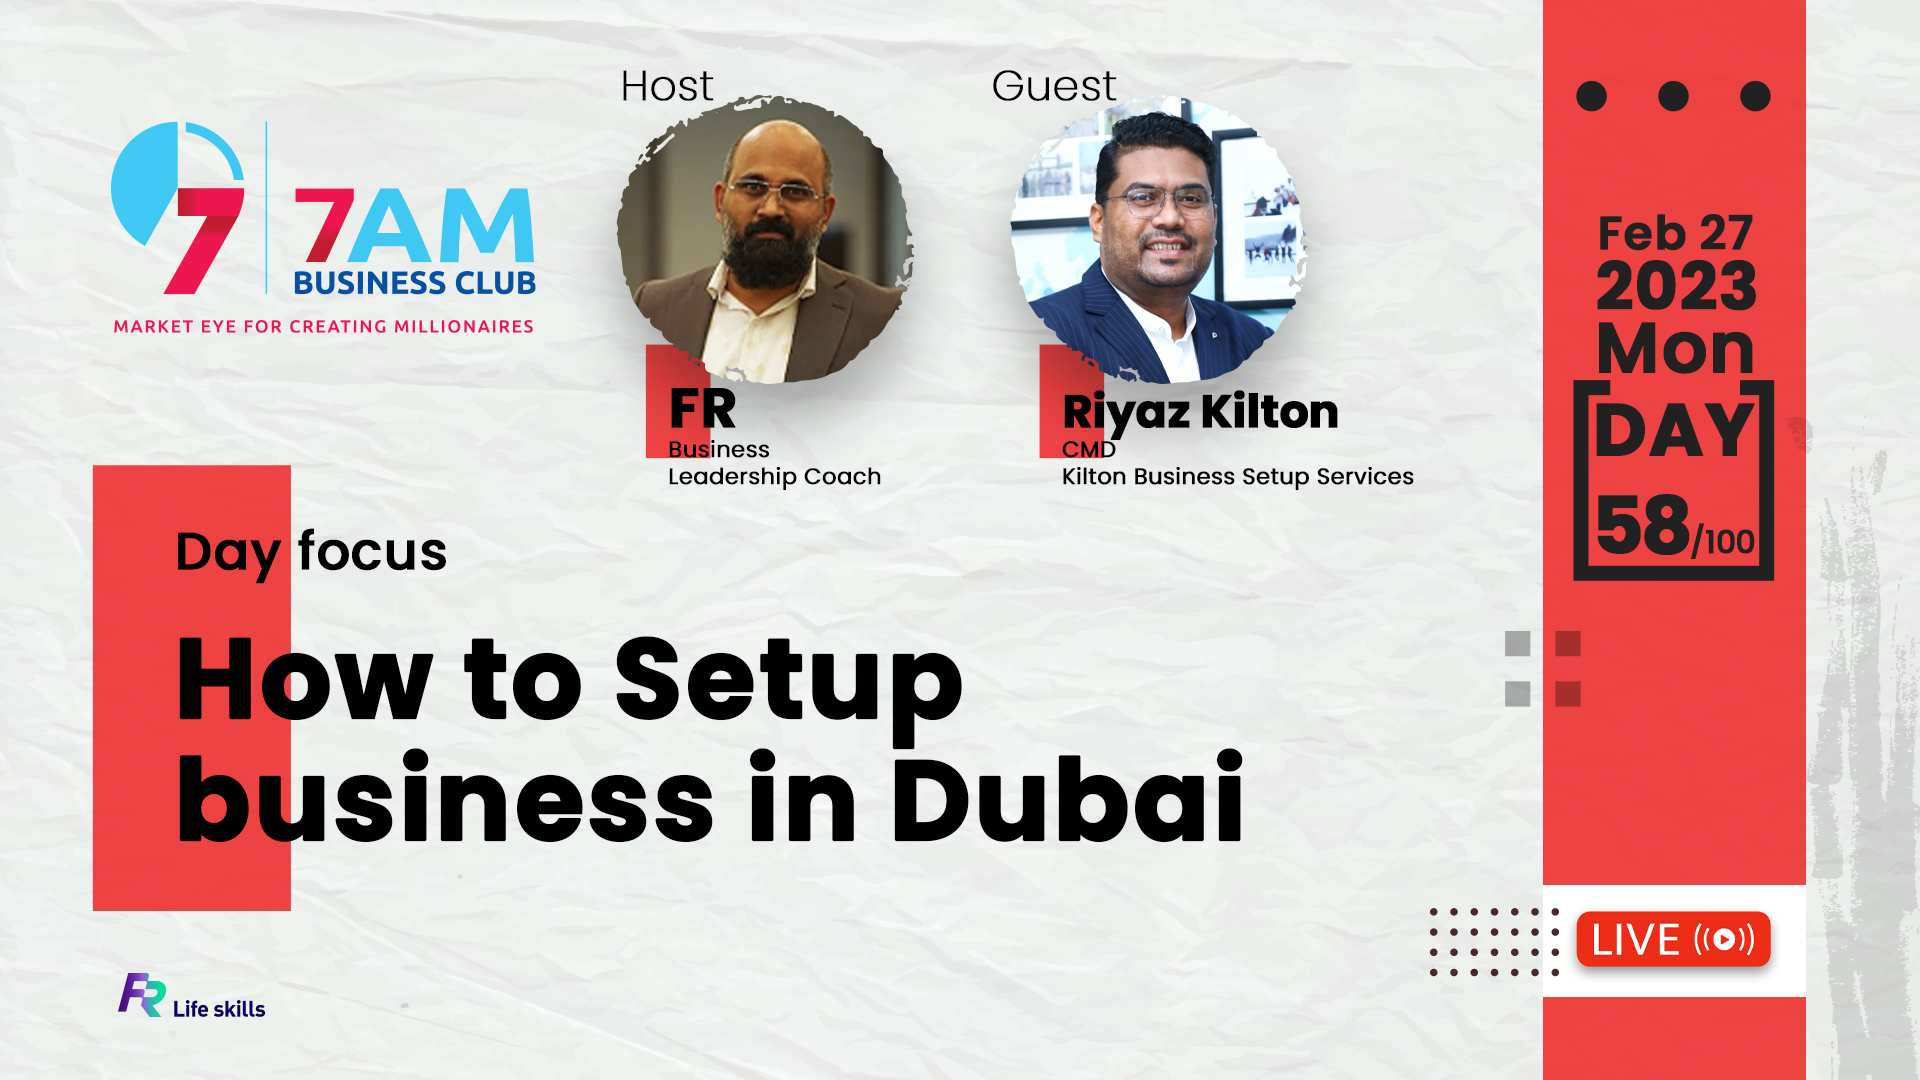 7AM
BUSINESS CLUB
MARKET EYE FOR CREATING MILLIONAIRES
Host
FR
Business
Leadership Coach
Guest
Riyaz Kilton
CMD
Kilton Business Setup Services
Feb 27
2023
Mon
DAY
58/100
Day focus
How to Setup
business in Dubai
LIVE
FR Life skills